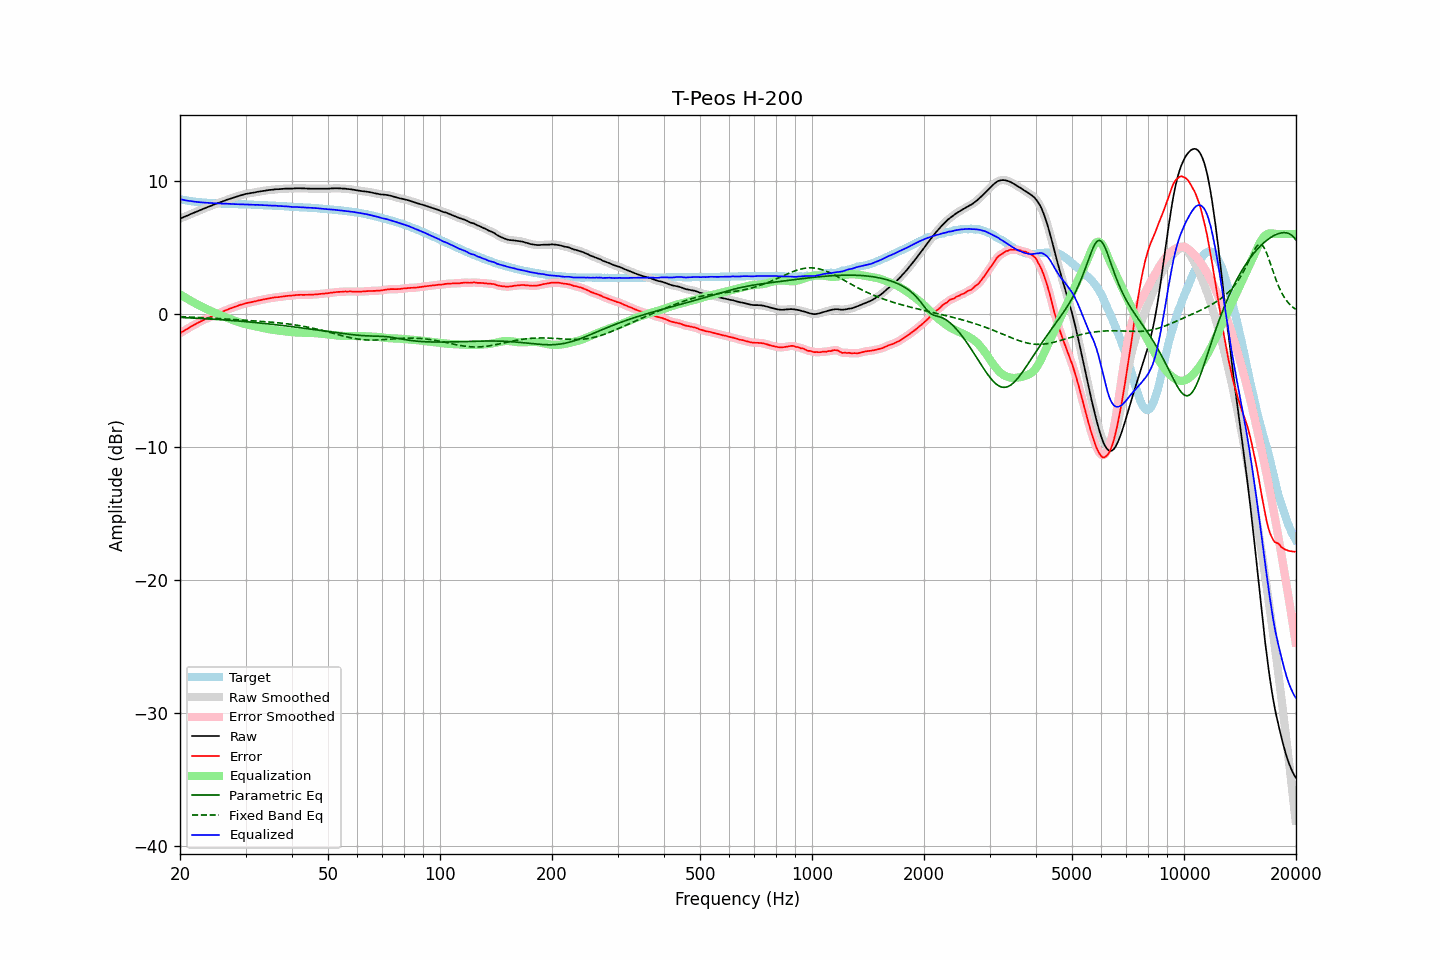 T-Peos H-200
10
0
−10
−20
−30
−40
Amplitude (dBr)
Target
Raw Smoothed
Error Smoothed
Raw
Error
Equalization
Parametric Eq
Fixed Band Eq
Equalized
20 50 100 200 500 1000 2000 5000 10000 20000
Frequency (Hz)